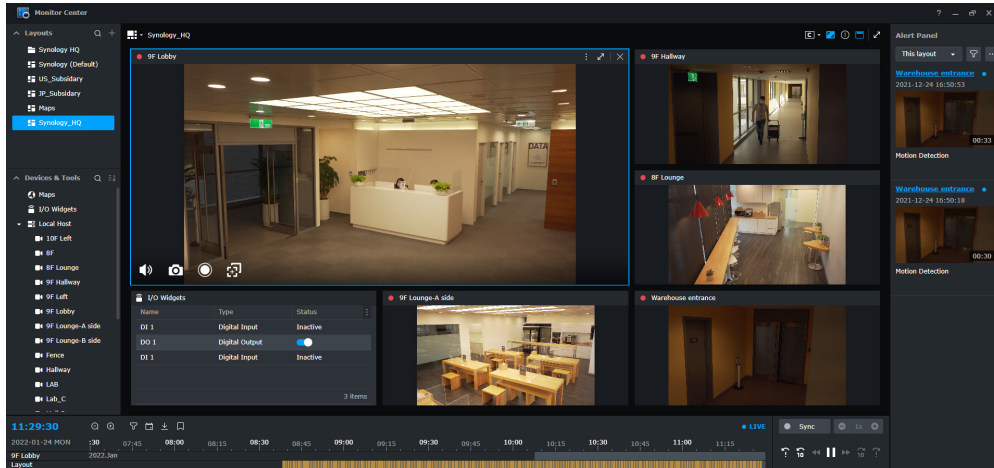 Monitor Center
Layouts
Synology HQ
Synology (Default)
US_Subsidary
JP_Subsidary
Maps
Synology_HQ
Devices & Tools
Maps
I/O Widgets
Local Host
10F Left
8F
8F Lounge
9F Hallway
9F Left
9F Lobby
9F Lounge-A side
9F Lounge-B side
Fence
Hallway
LAB
Lab_C
Synology_HQ
9F Lobby
DATA
9F Hallway
8F Lounge
I/O Widgets
Name Type Status
DI 1 Digital Input Inactive
DO 1 Digital Output
DI 1 Digital Input Inactive
3 items
9F Lounge-A side
Warehouse entrance
Alert Panel
This layout
Warehouse entrance
2021-12-24 16:50:53
00:33
Motion Detection
Warehouse entrance
2021-12-24 16:50:18
00:30
Motion Detection
11:29:30
LIVE
Sync
1x
2022-01-24 MON
:30 07:45 08:00 08:15 08:30 08:45 09:00 09:15 09:30 09:45 10:00 10:15 10:30 10:45 11:00 11:15
9F Lobby 2022.Jan
Layout
10 10